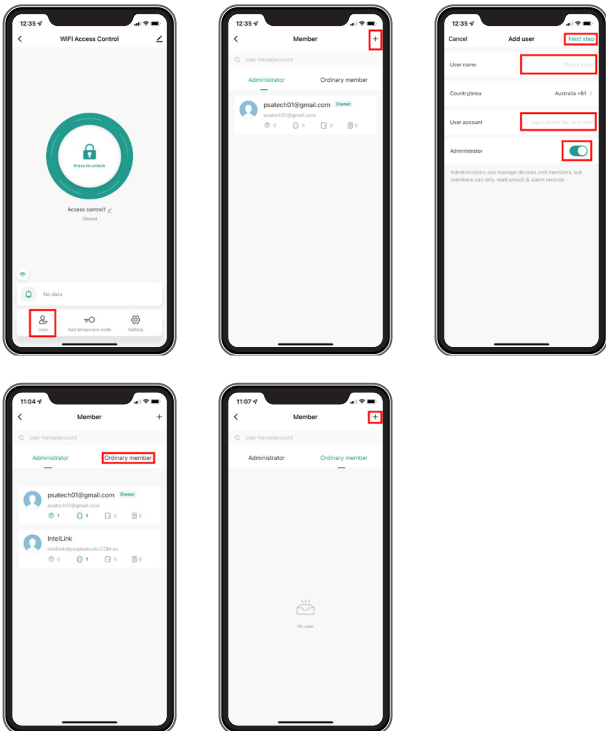 12:35
WIFI Access Control
Press to unlock
Access control1
Closed
No data
User
Add temporary code
Setting
12:35
Member
user Name/account
Administrator
Ordinary member
psatech01@gmail.com Owner
psatech01@gmail.com
0 0 0 0
12:35
Cancel
Add user
Next step
User name
Please input
Country/area
Australia +61
User account
Administrator
Administrators can manage devices and members, but
members can only read unlock & alarm records
11:04
Member
user Name/account
Administrator
Ordinary member
psatech01@gmail.com Owner
psatech01@gmail.com
1 1 0 0
IntelLink
0 1 0 0
11:07
Member
user Name/account
Administrator
Ordinary member
No user